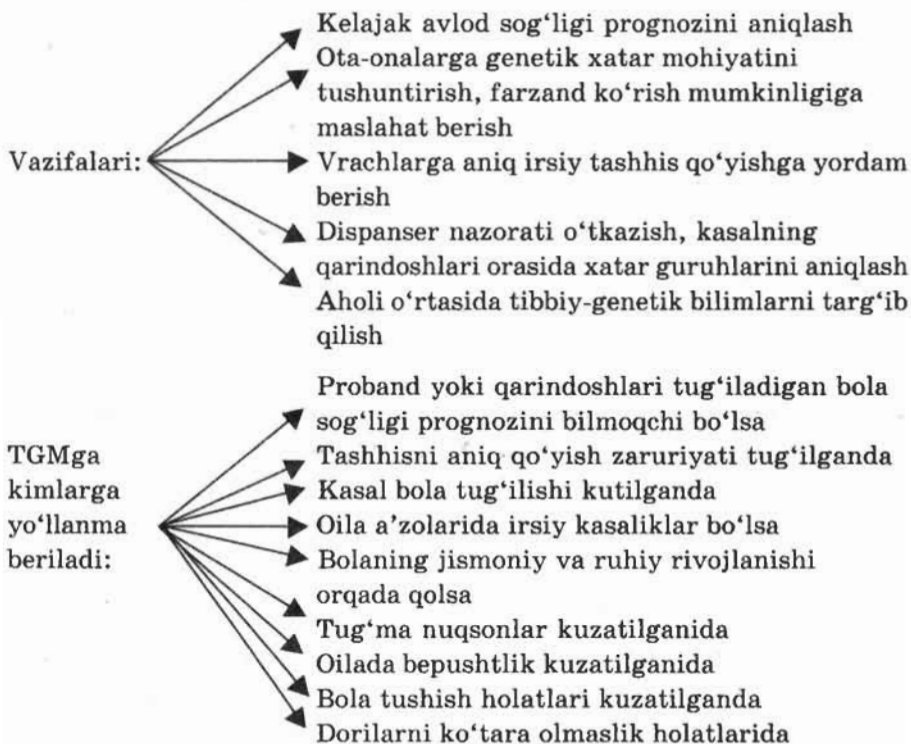 Kelajak avlod sog‘ligi prognozini aniqlash
Ota-onalarga genetik xatar mohiyatini
tushuntirish, farzand ko‘rish mumkinligiga
maslahat berish
Vazifalari:
Vrachlarga aniq irsiy tashhis qo‘yishga yordam
berish
Dispanser nazorati o‘tkazish, kasalning
qarindoshlari orasida xatar guruhlarini aniqlash
Aholi o‘rtasida tibbiy-genetik bilimlarni targ‘ib
qilish
TGMga
kimlarga
yo‘llanma
beriladi:
Proband yoki qarindoshlari tug‘iladigan bola
sog‘ligi prognozini bilmoqchi bo‘lsa
Tashhisni aniq qo‘yish zaruriyati tug‘ilganda
Kasal bola tug‘ilishi kutilganda
Oila a’zolarida irsiy kasaliklar bo‘lsa
Bolaning jismoniy va ruhiy rivojlanishi
orqada qolsa
Tug‘ma nuqsonlar kuzatilganida
Oilada bepushtlik kuzatilganida
Bola tushish holatlari kuzatilganda
Dorilarni ko‘tara olmaslik holatlarida